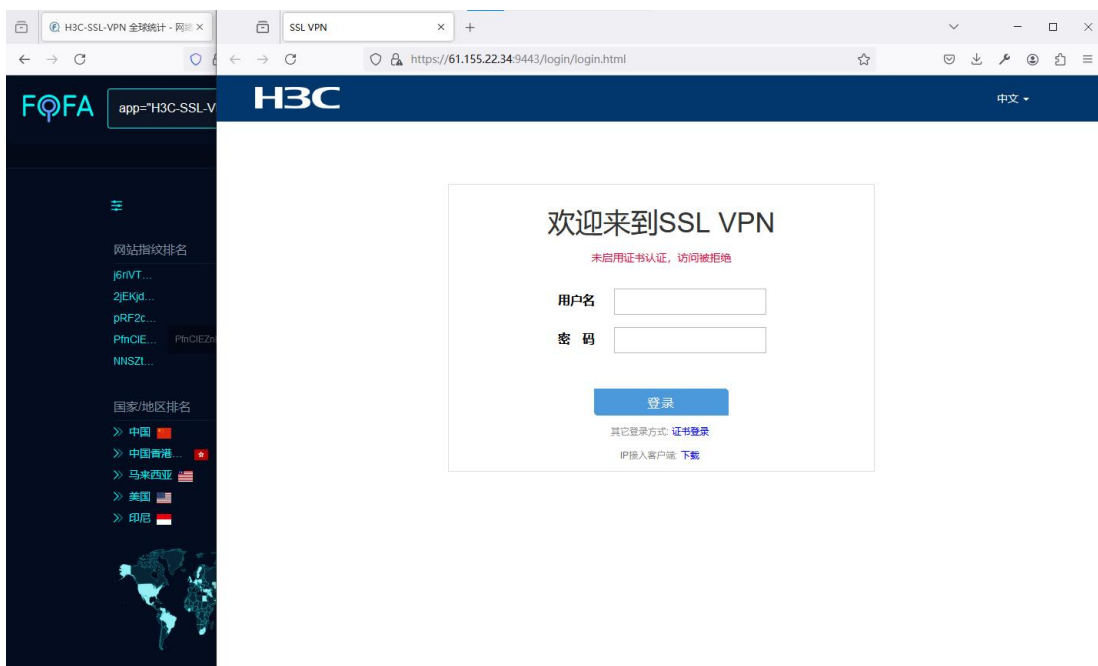 H3C-SSL-VPN 全球统计 - 网络
SSL VPN
https://61.155.22.34:9443/login/login.html
FOFA
app="H3C-SSL-V
H3C
中文
网站指纹排名
j6rlVT...
2jEKjd...
pRF2c...
PfnCIE...
PfnCIEZn
NNSZt...
国家/地区排名
中国
中国香港...
马来西亚
美国
印尼
欢迎来到SSL VPN
未启用证书认证，访问被拒绝
用户名
密 码
登录
其它登录方式: 证书登录
IP接入客户端: 下载